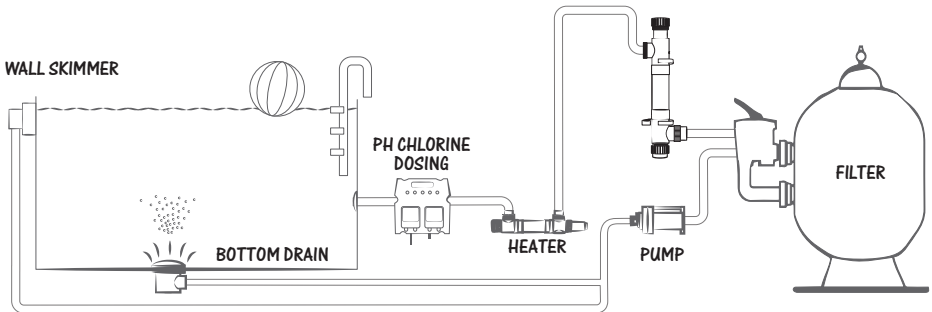 WALL SKIMMER
PH CHLORINE
DOSING
FILTER
BOTTOM DRAIN
HEATER
PUMP